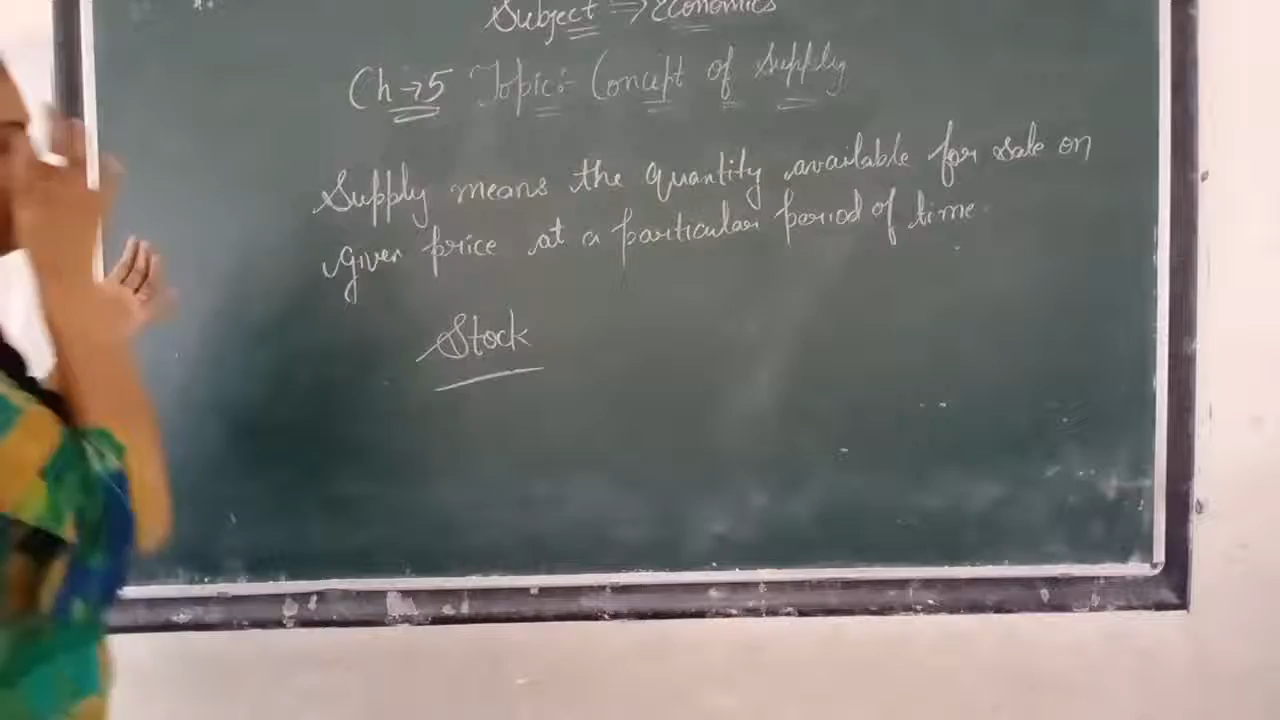 Subject => Economics
Ch → 5 Topic:- Concept of Supply
Supply means the quantity available for sale on
given price at a particular period of time.
Stock